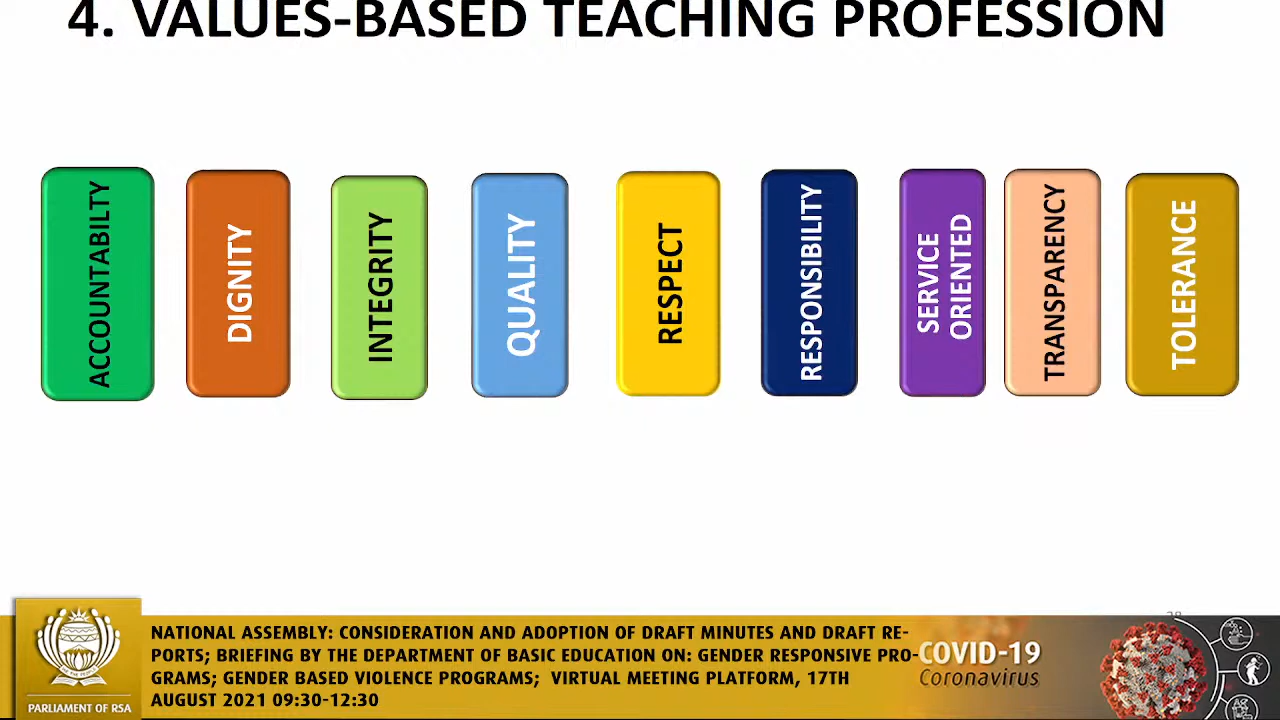 4. VALUES-BASED TEACHING PROFESSION
ACCOUNTABILTY
DIGNITY
INTEGRITY
QUALITY
RESPECT
RESPONSIBILITY
SERVICE
ORIENTED
TRANSPARENCY
TOLERANCE
NATIONAL ASSEMBLY: CONSIDERATION AND ADOPTION OF DRAFT MINUTES AND DRAFT RE-
PORTS; BRIEFING BY THE DEPARTMENT OF BASIC EDUCATION ON: GENDER RESPONSIVE PRO-
GRAMS; GENDER BASED VIOLENCE PROGRAMS; VIRTUAL MEETING PLATFORM, 17TH
AUGUST 2021 09:30-12:30
PARLIAMENT OF RSA
COVID-19
Coronavirus